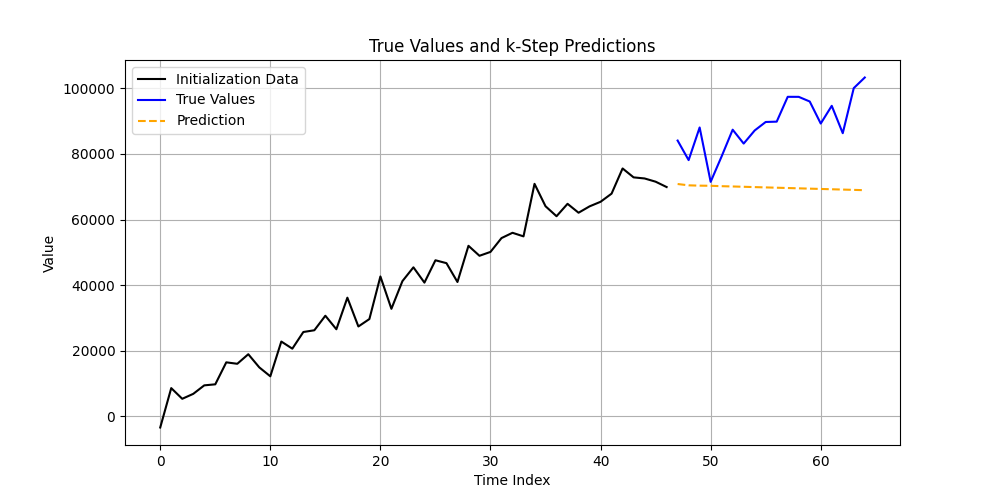 True Values and k-Step Predictions
Initialization Data
True Values
Prediction
100000
80000
60000
40000
20000
0
Value
0 10 20 30 40 50 60
Time Index